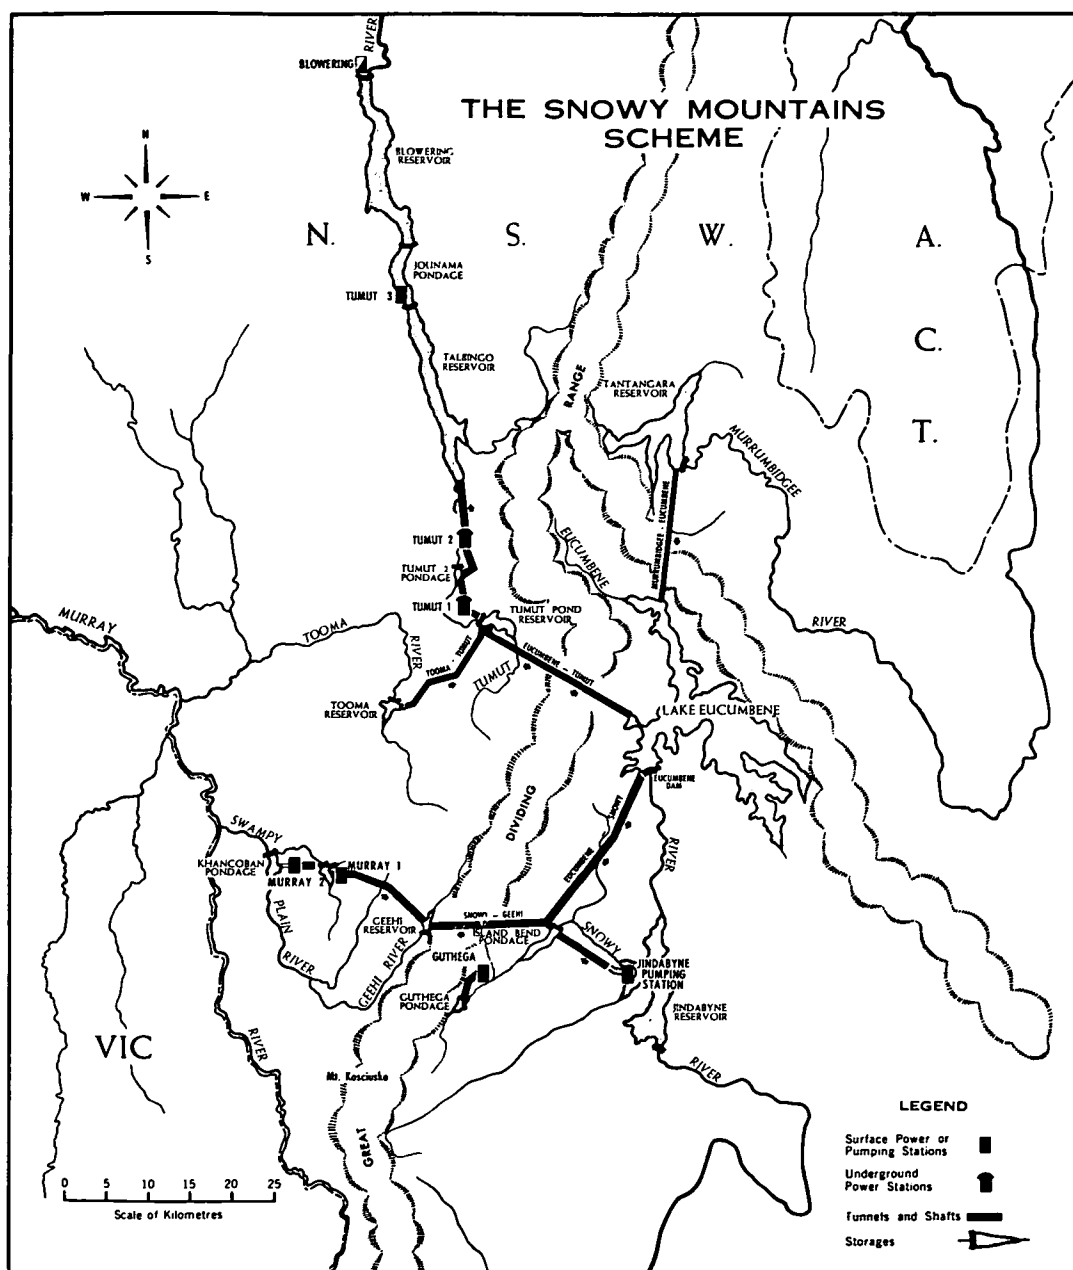 RIVER
BLOWERING
THE SNOWY MOUNTAINS
SCHEME
N
W
E
S
BLOWERING
RESERVOIR
N.
S.
W.
A.
C.
T.
JOUNAMA
PONDAGE
TUMUT 3
TALBINGO
RESERVOIR
RANGE
TANTANGARA
RESERVOIR
MURRUMBIDGEE
RIVER
MURRUMBIDGEE - EUCUMBENE
EUCUMBENE
TUMUT 2
TUMUT 2
PONDAGE
TUMUT 1
TUMUT POND
RESERVOIR
MURRAY
TOOMA
RIVER
TOOMA - TUMUT
TUMUT
EUCUMBENE - TUMUT
TOOMA
RESERVOIR
LAKE EUCUMBENE
EUCUMBENE
DAM
DIVIDING
EUCUMBENE
SNOWY
RIVER
SWAMPY
KHANCOBAN
PONDAGE
MURRAY 1
MURRAY 2
PLAIN
RIVER
GEEHI
RESERVOIR
GEEHI RIVER
SNOWY - GEEHI
ISLAND BEND
PONDAGE
SNOWY
GUTHEGA
GUTHEGA
PONDAGE
JINDABYNE
PUMPING
STATION
JINDABYNE
RESERVOIR
VIC
RIVER
RIVER
Mt. Kosciusko
GREAT
LEGEND
Surface Power or
Pumping Stations
Underground
Power Stations
Tunnels and Shafts
Storages
0 5 10 15 20 25
Scale of Kilometres